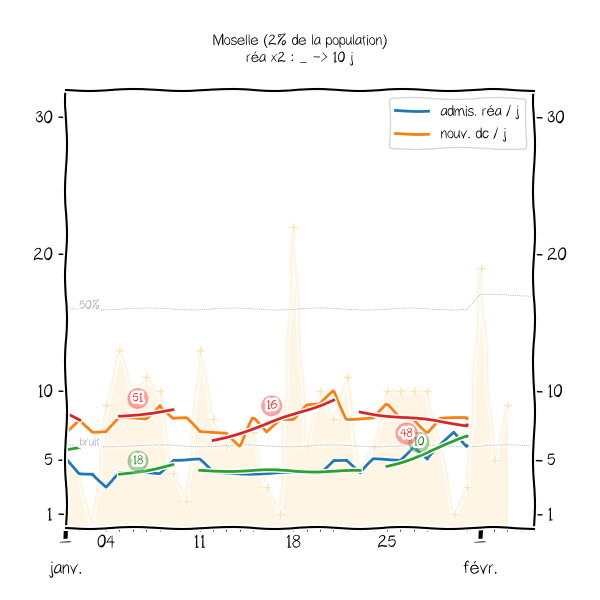 Moselle (2% de la population)
réa x2 : _ -> 10 j
admis. réa / j
nouv. dc / j
30
30
20
20
50%
10
10
51
16
48
10
bruit
18
5
5
1
1
04
11
18
25
janv.
févr.